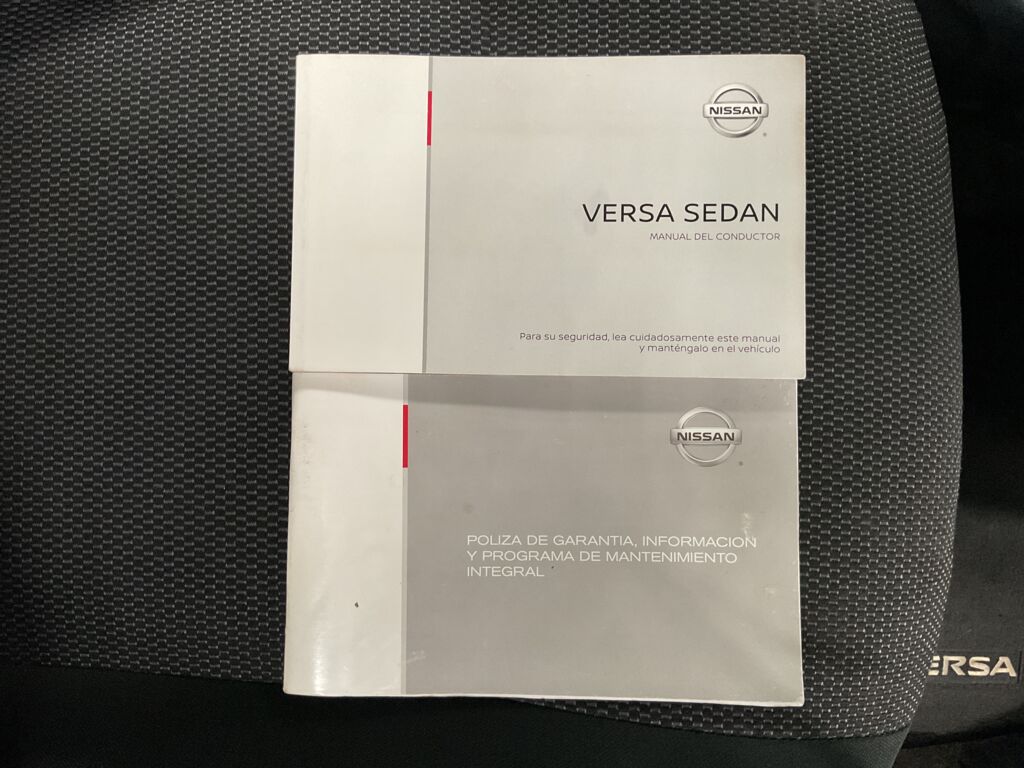 NISSAN
VERSA SEDAN
MANUAL DEL CONDUCTOR
Para su seguridad, lea cuidadosamente este manual
y manténgalo en el vehículo
NISSAN
POLIZA DE GARANTIA, INFORMACION
Y PROGRAMA DE MANTENIMIENTO
INTEGRAL
ERSA